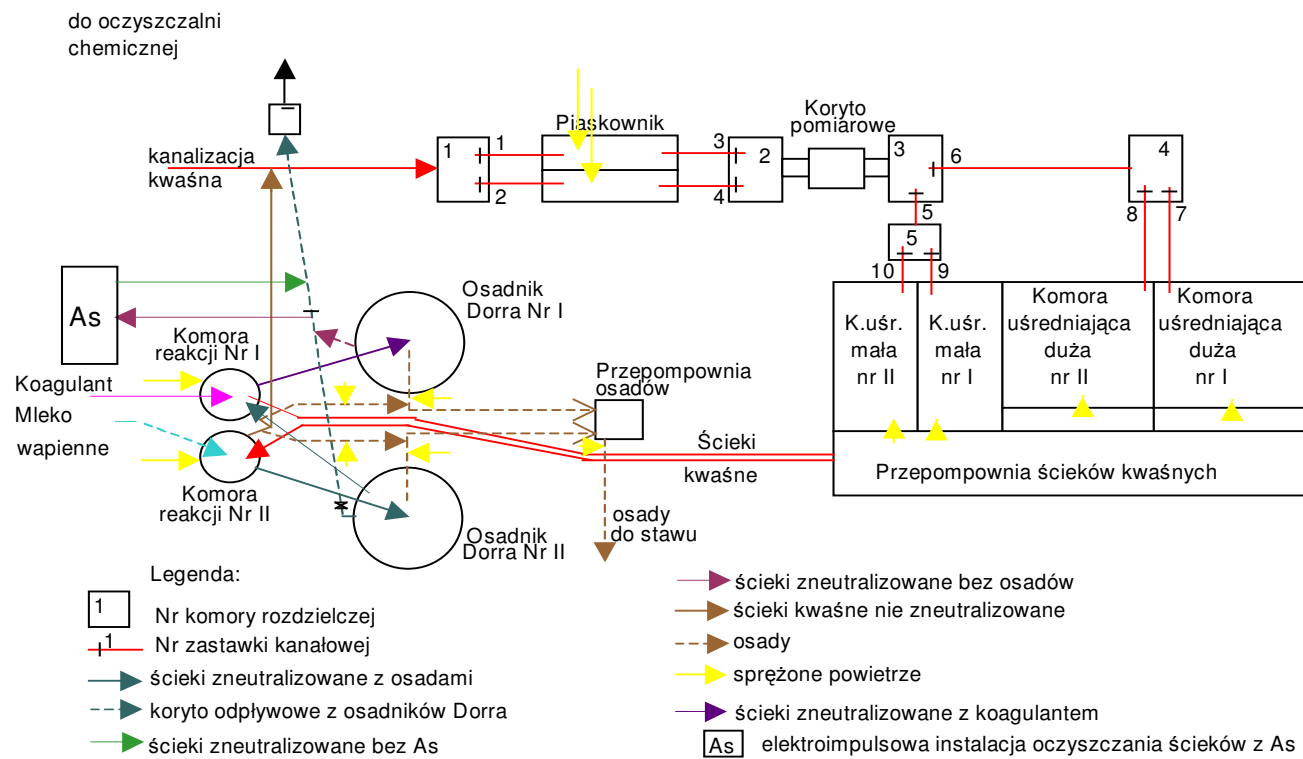 do oczyszczalni
chemicznej
kanalizacja
kwaśna
1
1
2
Piaskownik
3
4
2
Koryto
pomiarowe
3
6
5
4
8
7
5
10
9
As
Osadnik
Dorra Nr I
Komora
reakcji Nr I
Koagulant
Mleko
wapienne
Komora
reakcji Nr II
Osadnik
Dorra Nr II
Przepompownia
osadów
Ścieki
kwaśne
osady
do stawu
K.uśr.
mała
nr II
K.uśr.
mała
nr I
Komora
uśredniająca
duża
nr II
Komora
uśredniająca
duża
nr I
Przepompownia ścieków kwaśnych
Legenda:
1 Nr komory rozdzielczej
1 Nr zastawki kanałowej
ścieki zneutralizowane z osadami
koryto odpływowe z osadników Dorra
ścieki zneutralizowane bez As
ścieki zneutralizowane bez osadów
ścieki kwaśne nie zneutralizowane
osady
sprężone powietrze
ścieki zneutralizowane z koagulantem
As elektroimpulsowa instalacja oczyszczania ścieków z As